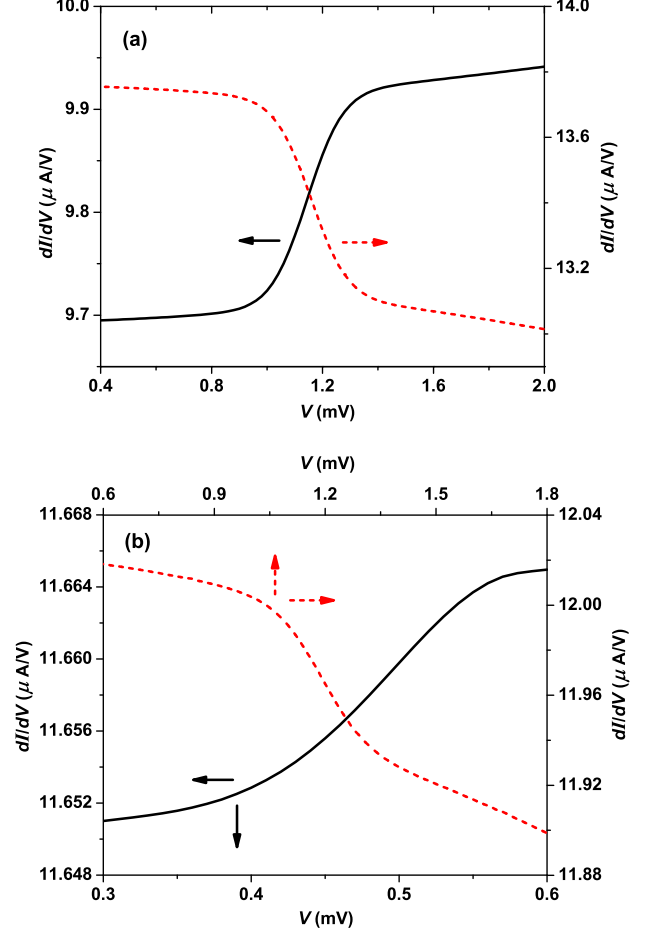 10.0
14.0
(a)
9.9
13.6
dI/dV (μ A/V)
dI/dV (μ A/V)
9.8
13.2
9.7
0.4 0.8 1.2 1.6 2.0
V (mV)
V (mV)
0.6 0.9 1.2 1.5 1.8
11.668
12.04
(b)
11.664
12.00
11.660
dI/dV (μ A/V)
dI/dV (μ A/V)
11.96
11.656
11.92
11.652
11.648
11.88
0.3 0.4 0.5 0.6
V (mV)